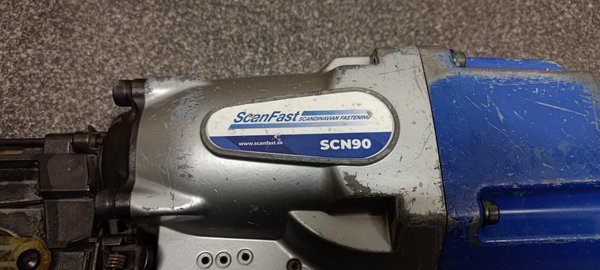 ScanFast SCANDINAVIAN FASTENING
www.scanfast.se SCN90